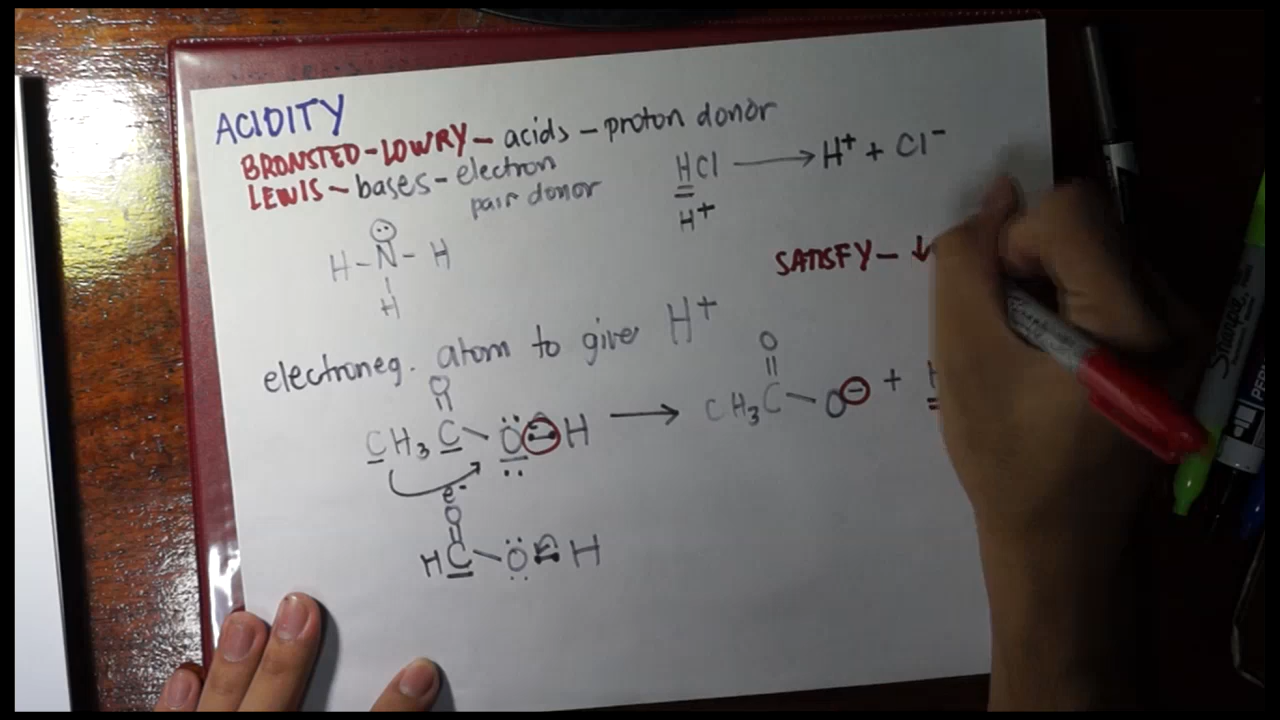 ACIDITY
BRONSTED-LOWRY- acids - proton donor
LEWIS - bases - electron
pair donor
HCl → H⁺ + Cl⁻
H⁺
H-N-H
H
SATISFY - ↓
electroneg. atom to give H⁺
O
O
CH₃C-O-H → CH₃C-O⊖ +
e⁻
O
HC-O-H
Sharpie